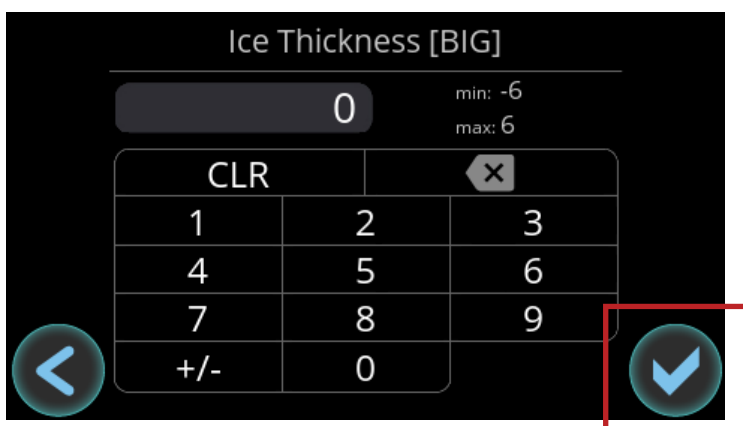 Ice Thickness [BIG]
0
min: -6
max: 6
CLR
1 2 3
4 5 6
7 8 9
+/- 0